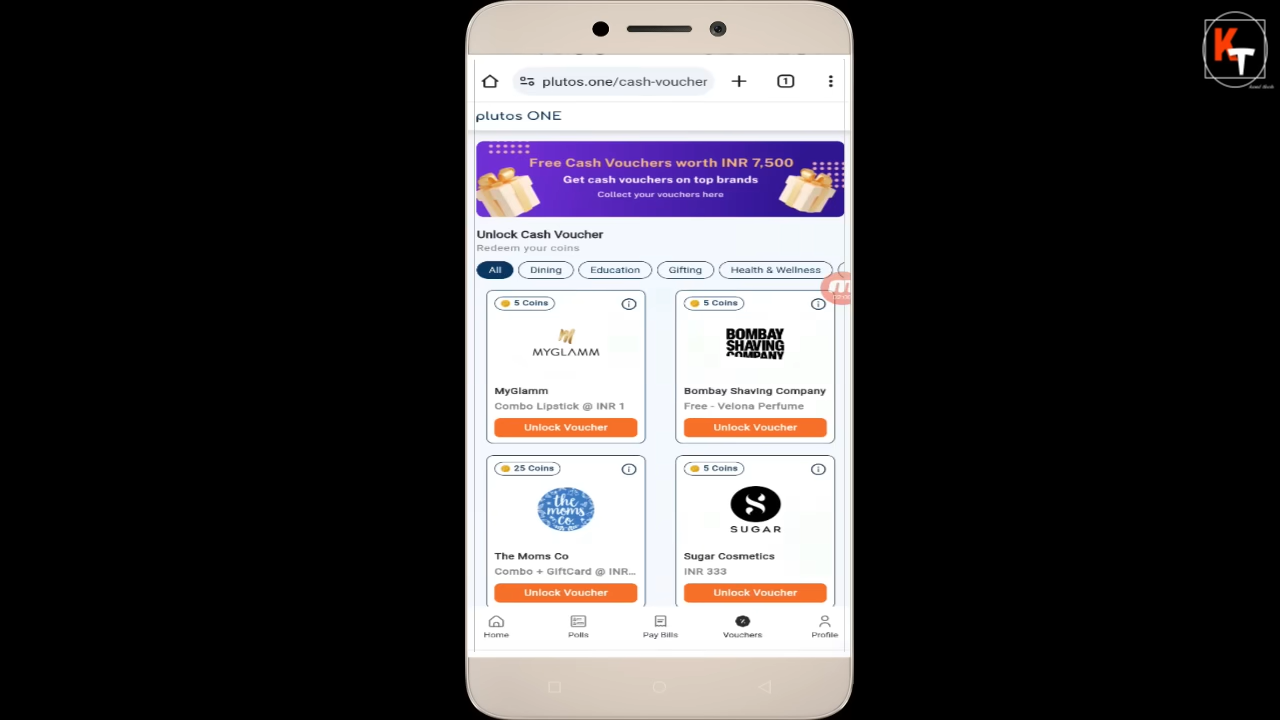 KT
plutos.one/cash-voucher
1
plutos ONE
Free Cash Vouchers worth INR 7,500
Get cash vouchers on top brands
Collect your vouchers here
Unlock Cash Voucher
Redeem your coins
All Dining Education Gifting Health & Wellness
5 Coins
MYGLAMM
MyGlamm
Combo Lipstick @ INR 1
Unlock Voucher
5 Coins
BOMBAY
SHAVING
COMPANY
Bombay Shaving Company
Free - Velona Perfume
Unlock Voucher
25 Coins
the
moms
co.
The Moms Co
Combo + GiftCard @ INR...
Unlock Voucher
5 Coins
SUGAR
Sugar Cosmetics
INR 333
Unlock Voucher
Home Polls Pay Bills Vouchers Profile